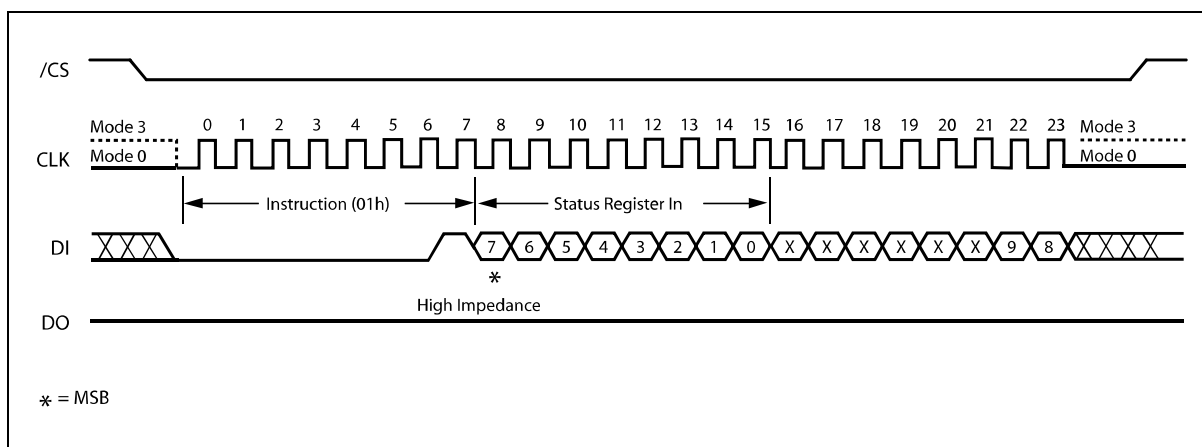 /CS
Mode 3 0 1 2 3 4 5 6 7 8 9 10 11 12 13 14 15 16 17 18 19 20 21 22 23 Mode 3
CLK Mode 0 Mode 0
Instruction (01h) Status Register In
DI 7 6 5 4 3 2 1 0 X X X X X X 9 8
*
High Impedance
DO
* = MSB